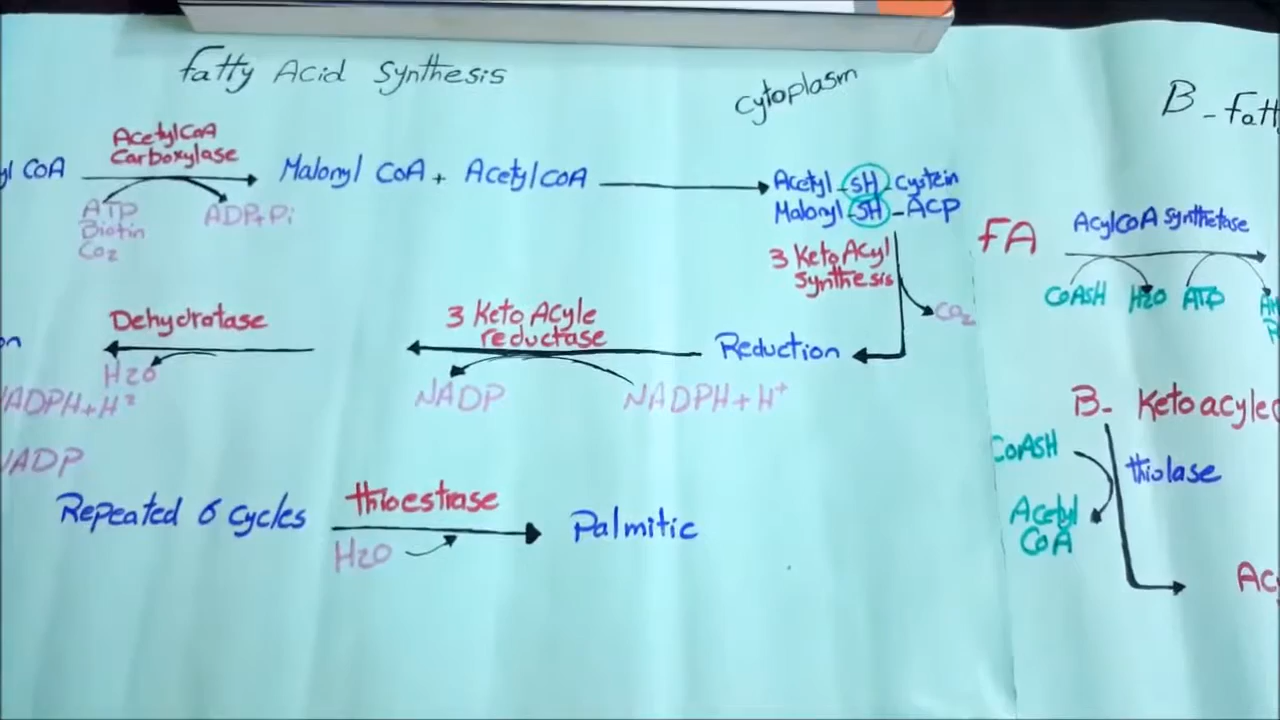 Fatty Acid Synthesis
Cytoplasm
B - fatt
Acetyl CoA
Carboxylase
yl CoA
Malonyl CoA + Acetyl CoA
ATP
Biotin
CO2
ADP+Pi
Acetyl - SH - Cystein
Malonyl - SH - ACP
3 Keto Acyl
Synthesis
CO2
FA
AcylCoA Synthetase
CoASH
H2O
ATP
Dehydratase
H2O
3 Keto Acyle
reductase
NADP
NADPH + H+
Reduction
on
NADPH+H+
NADP
B- Ketoacyle
CoASH
thiolase
Acetyl
CoA
Repeated 6 Cycles
thioestrase
H2O
Palmitic
Ac